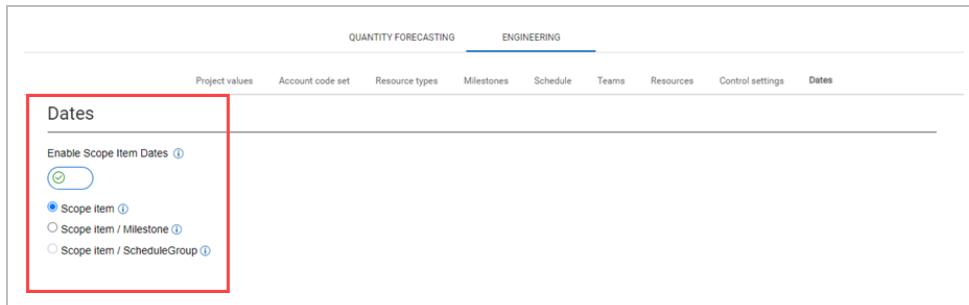 QUANTITY FORECASTING ENGINEERING
Project values Account code set Resource types Milestones Schedule Teams Resources Control settings Dates
Dates
Enable Scope Item Dates
Scope item
Scope item / Milestone
Scope item / ScheduleGroup